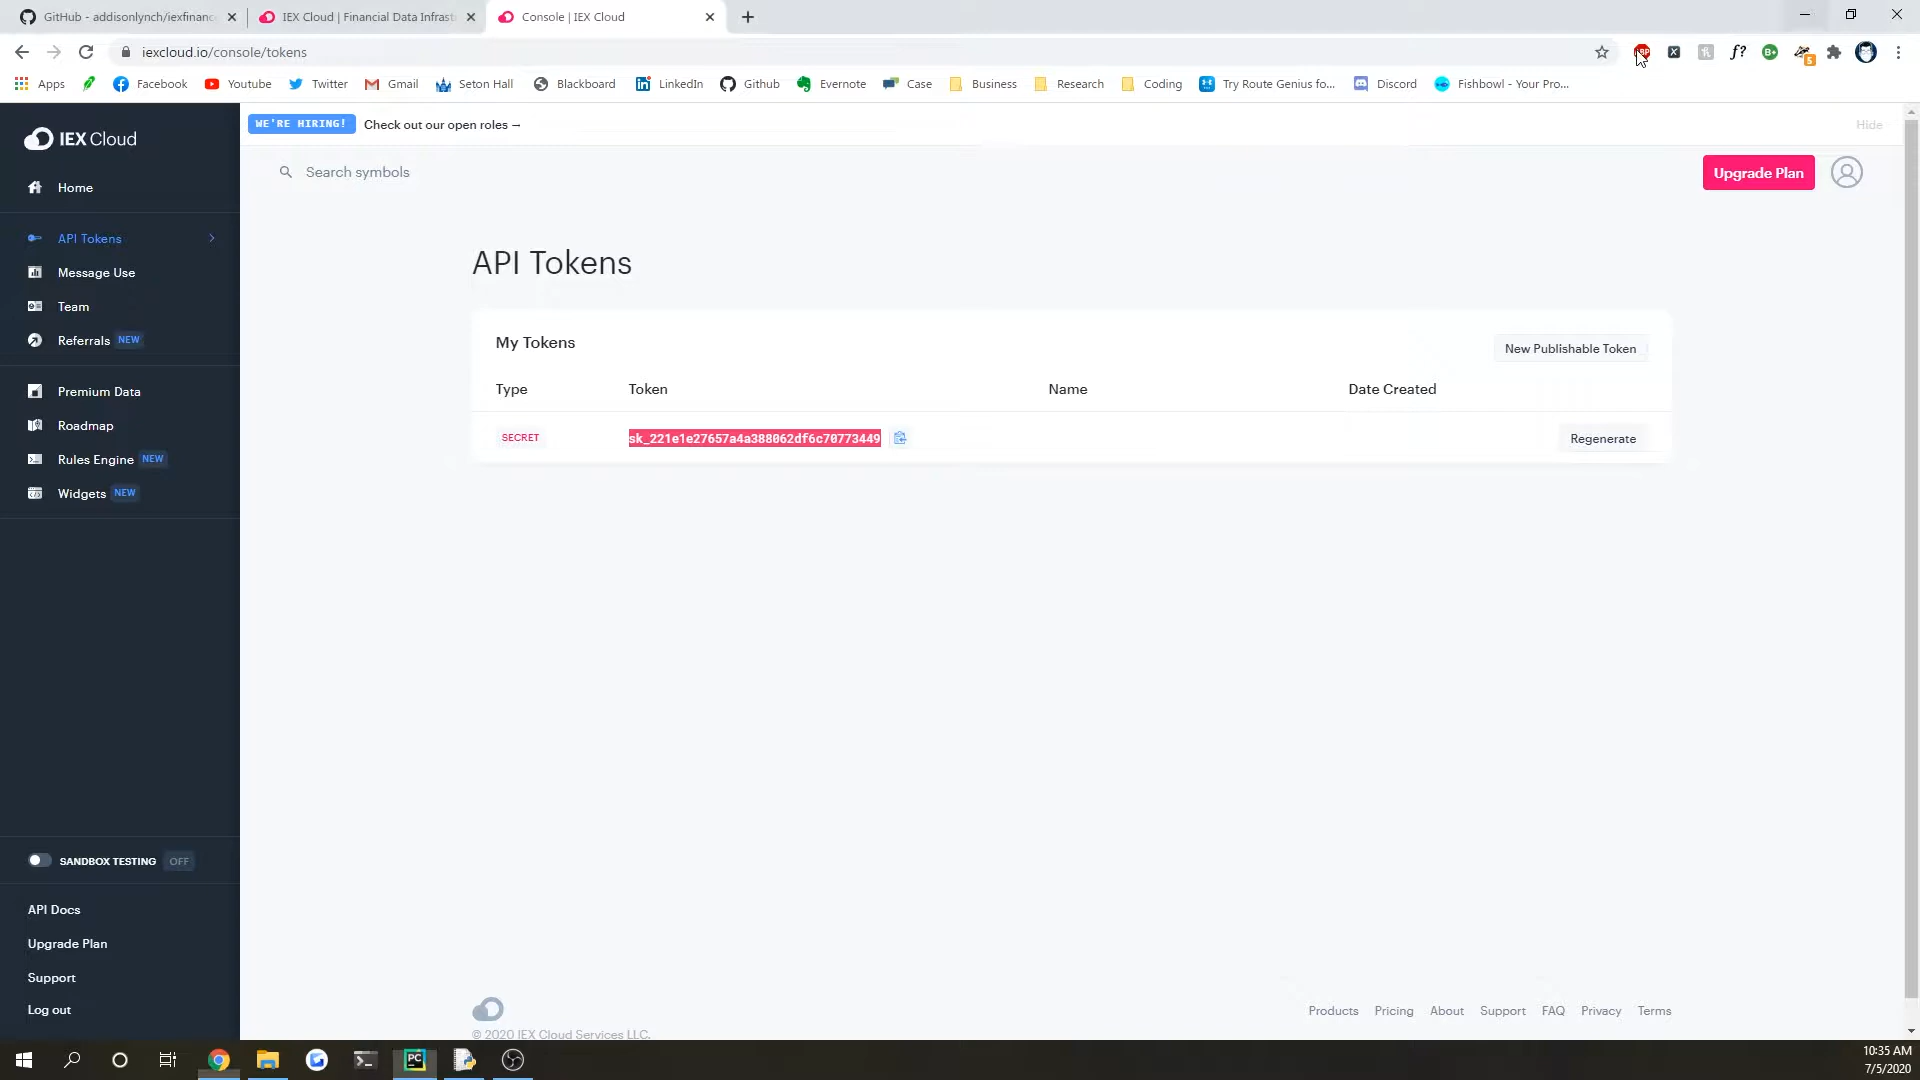 GitHub - addisonlynch/iexfinanc
IEX Cloud | Financial Data Infrast
Console | IEX Cloud
iexcloud.io/console/tokens
Apps
Facebook
Youtube
Twitter
Gmail
Seton Hall
Blackboard
LinkedIn
Github
Evernote
Case
Business
Research
Coding
Try Route Genius fo...
Discord
Fishbowl - Your Pro...
IEX Cloud
Home
API Tokens
Message Use
Team
Referrals NEW
Premium Data
Roadmap
Rules Engine NEW
Widgets NEW
SANDBOX TESTING OFF
API Docs
Upgrade Plan
Support
Log out
WE'RE HIRING! Check out our open roles →
Hide
Search symbols
Upgrade Plan
API Tokens
My Tokens
New Publishable Token
Type Token Name Date Created
SECRET sk_221e1e27657a4a388062df6c70773449 Regenerate
© 2020 IEX Cloud Services LLC.
Products Pricing About Support FAQ Privacy Terms
10:35 AM
7/5/2020